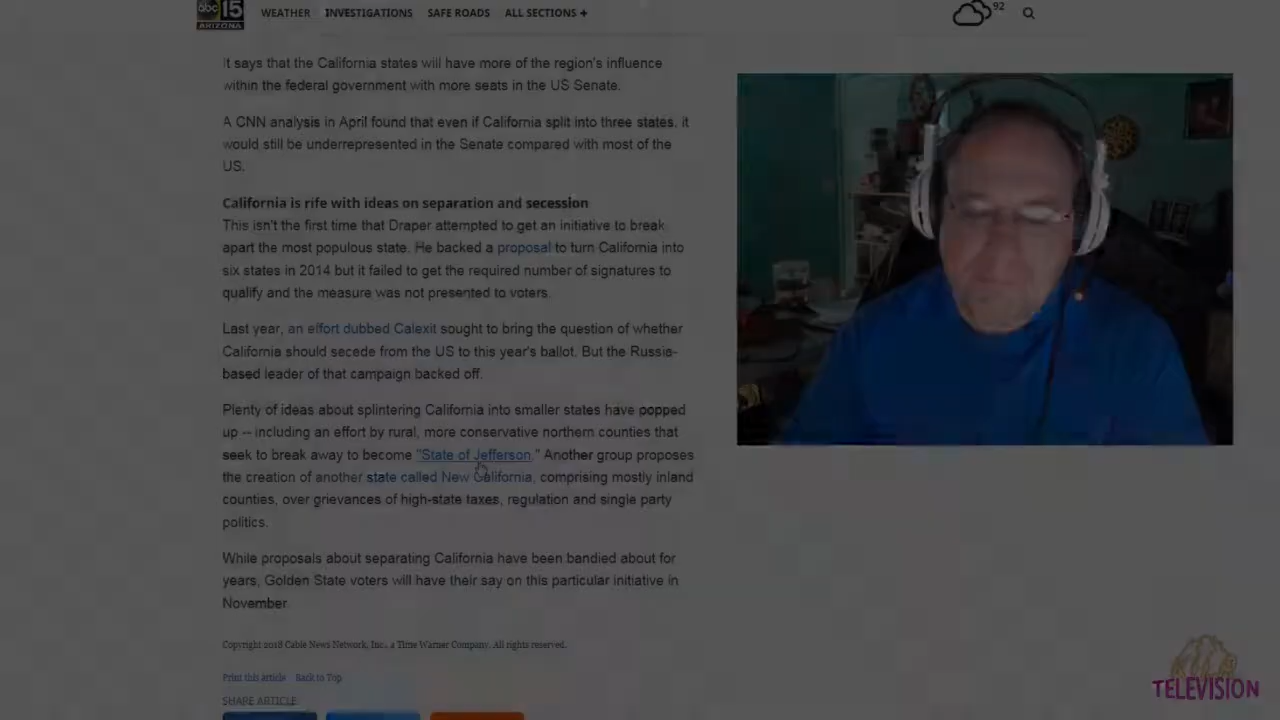 abc 15
ARIZONA
WEATHER INVESTIGATIONS SAFE ROADS ALL SECTIONS +
92
It says that the California states will have more of the region's influence
within the federal government with more seats in the US Senate.
A CNN analysis in April found that even if California split into three states, it
would still be underrepresented in the Senate compared with most of the
US.
California is rife with ideas on separation and secession
This isn't the first time that Draper attempted to get an initiative to break
apart the most populous state. He backed a proposal to turn California into
six states in 2014 but it failed to get the required number of signatures to
qualify and the measure was not presented to voters.
Last year, an effort dubbed Calexit sought to bring the question of whether
California should secede from the US to this year's ballot. But the Russia-
based leader of that campaign backed off.
Plenty of ideas about splintering California into smaller states have popped
up -- including an effort by rural, more conservative northern counties that
seek to break away to become "State of Jefferson." Another group proposes
the creation of another state called New California, comprising mostly inland
counties, over grievances of high-state taxes, regulation and single party
politics.
While proposals about separating California have been bandied about for
years, Golden State voters will have their say on this particular initiative in
November.
Copyright 2018 Cable News Network, Inc., a Time Warner Company. All rights reserved.
Print this article Back to Top
SHARE ARTICLE
TELEVISION